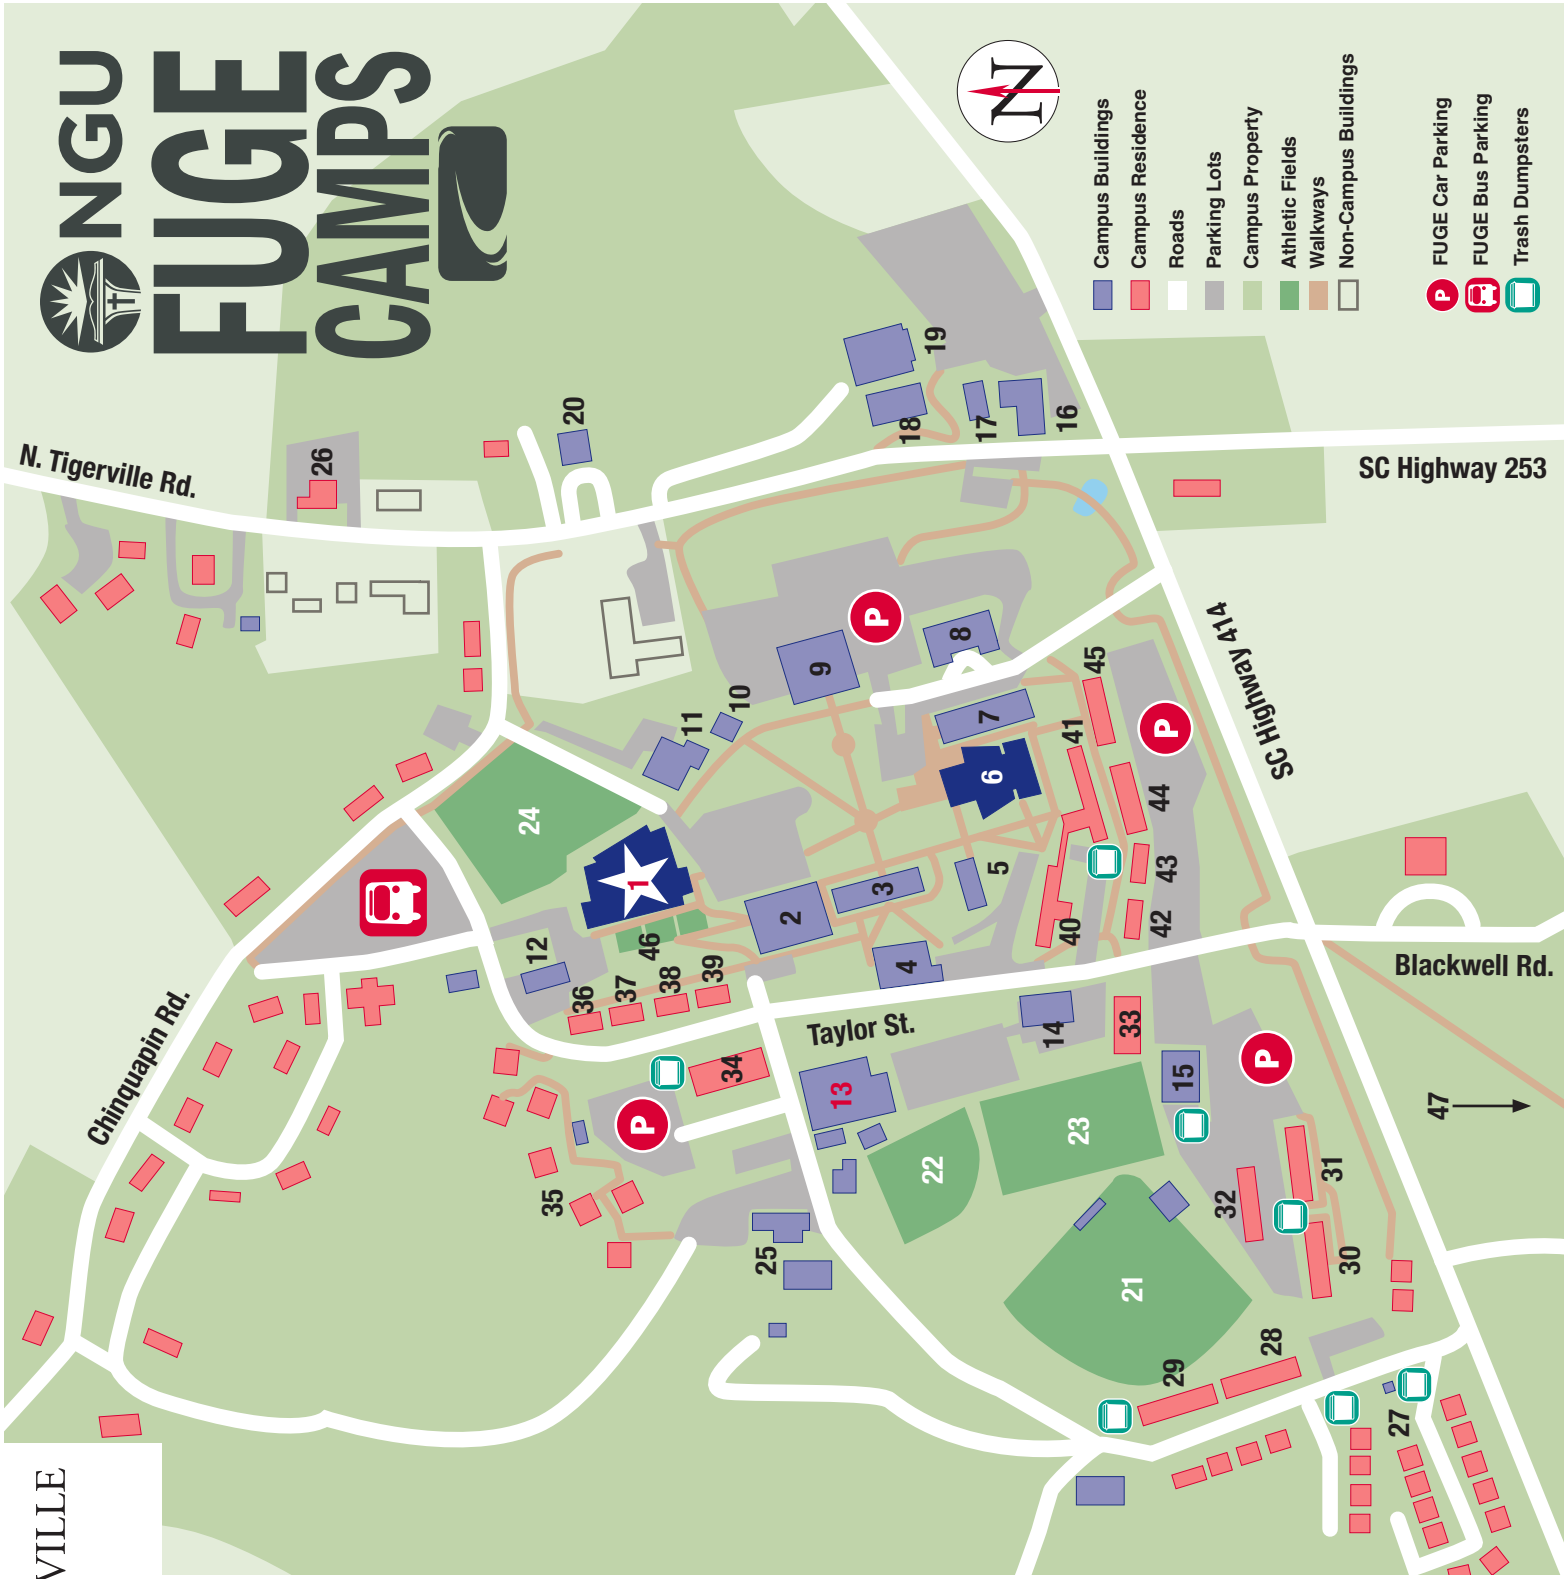 NGU
FUGE
CAMPS
N
N. Tigerville Rd.
Chinquapin Rd.
Taylor St.
SC Highway 253
SC Highway 414
Blackwell Rd.
Campus Buildings
Campus Residence
Roads
Parking Lots
Campus Property
Athletic Fields
Walkways
Non-Campus Buildings
P FUGE Car Parking
FUGE Bus Parking
Trash Dumpsters
26
20
19
18
17
16
11
10
9
8
7
6
45
41
44
43
42
40
5
24
1
46
2
3
4
12
36
37
38
39
34
14
33
13
15
35
25
22
23
21
32
31
30
29
28
27
47
P
P
P
P
VILLE